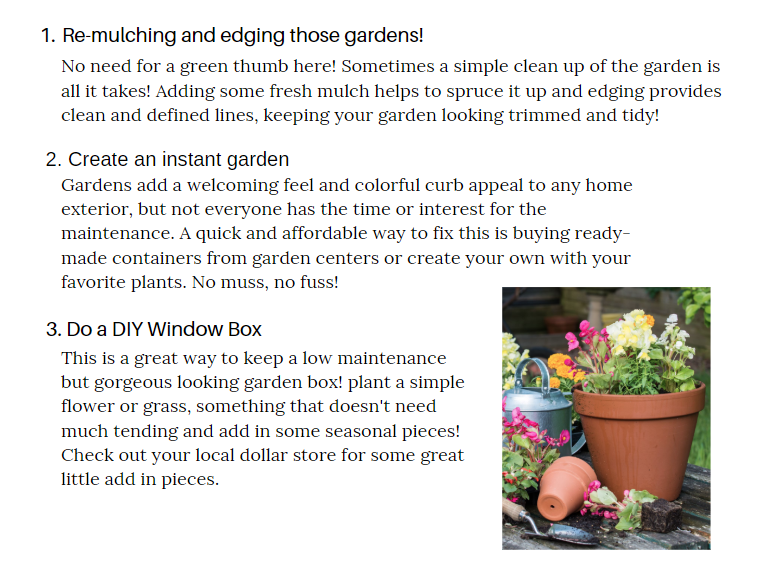 1. Re-mulching and edging those gardens!
No need for a green thumb here! Sometimes a simple clean up of the garden is
all it takes! Adding some fresh mulch helps to spruce it up and edging provides
clean and defined lines, keeping your garden looking trimmed and tidy!
2. Create an instant garden
Gardens add a welcoming feel and colorful curb appeal to any home
exterior, but not everyone has the time or interest for the
maintenance. A quick and affordable way to fix this is buying ready-
made containers from garden centers or create your own with your
favorite plants. No muss, no fuss!
3. Do a DIY Window Box
This is a great way to keep a low maintenance
but gorgeous looking garden box! plant a simple
flower or grass, something that doesn't need
much tending and add in some seasonal pieces!
Check out your local dollar store for some great
little add in pieces.